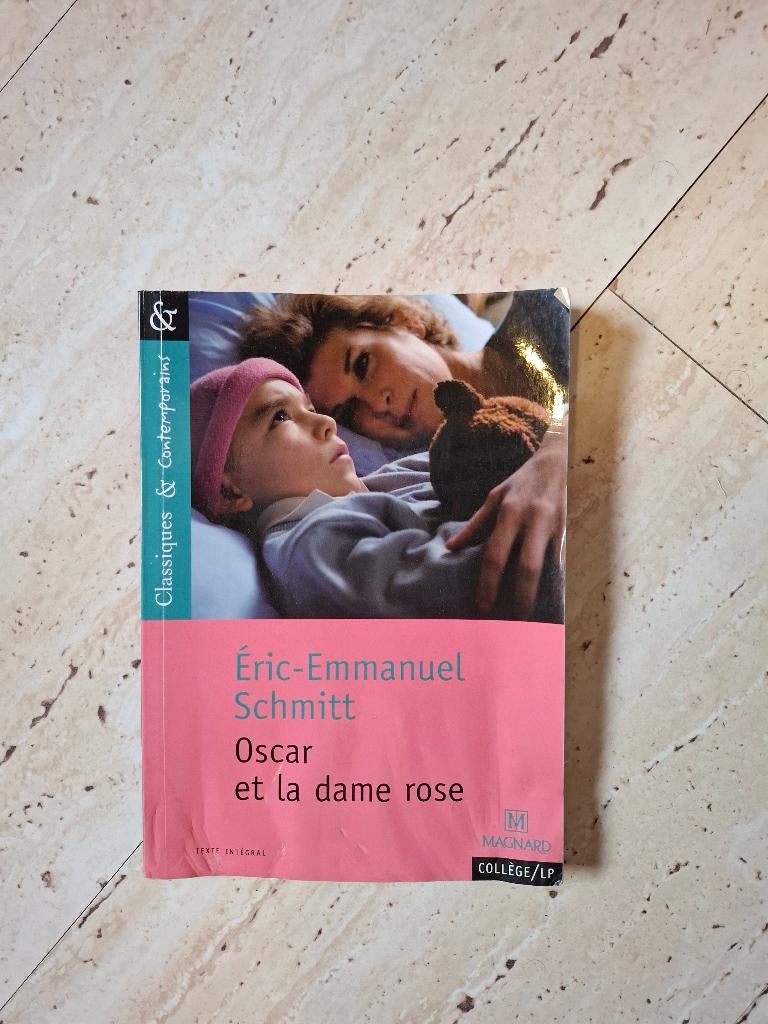 &
Classiques & Contemporains
Éric-Emmanuel
Schmitt
Oscar
et la dame rose
M
MAGNARD
TEXTE INTÉGRAL
COLLÈGE/LP